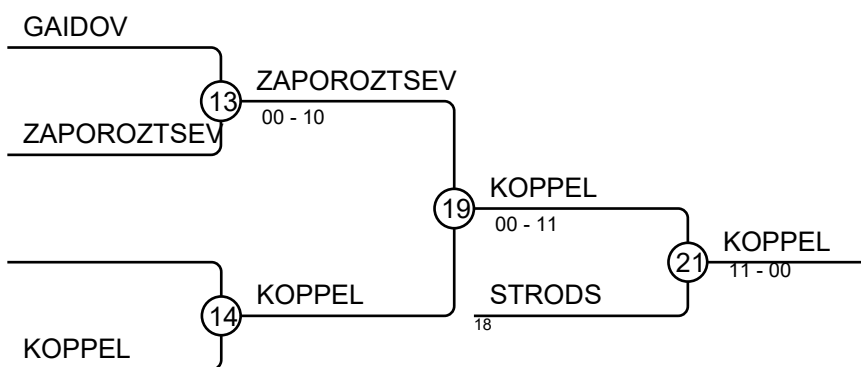 GAIDOV
13
ZAPOROZTSEV
00 - 10
ZAPOROZTSEV
19
KOPPEL
00 - 11
21
KOPPEL
11 - 00
14
KOPPEL
STRODS
18
KOPPEL